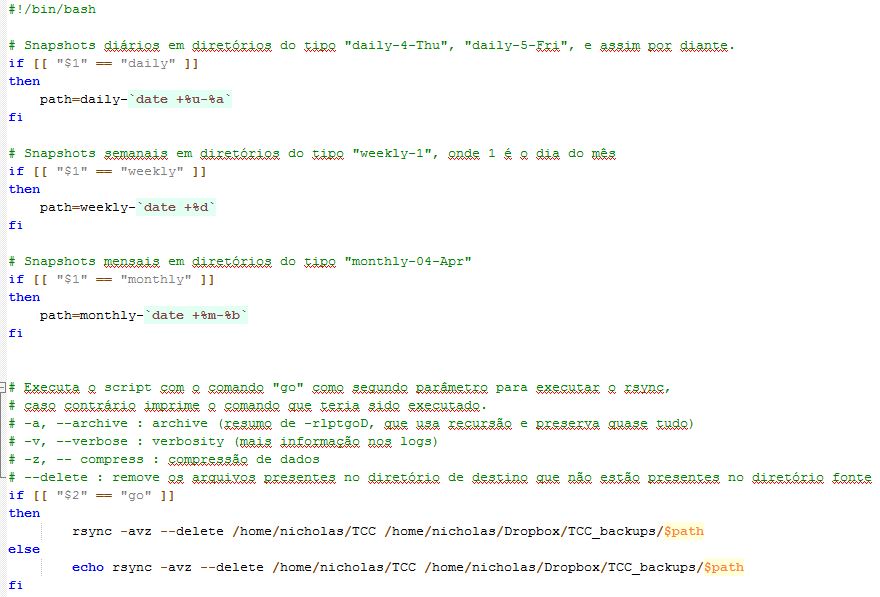 #!/bin/bash
# Snapshots diários em diretórios do tipo "daily-4-Thu", "daily-5-Fri", e assim por diante.
if [[ "$1" == "daily" ]]
then
path=daily-`date +%u-%a`
fi
# Snapshots semanais em diretórios do tipo "weekly-1", onde 1 é o dia do mês
if [[ "$1" == "weekly" ]]
then
path=weekly-`date +%d`
fi
# Snapshots mensais em diretórios do tipo "monthly-04-Apr"
if [[ "$1" == "monthly" ]]
then
path=monthly-`date +%m-%b`
fi
# Executa o script com o comando "go" como segundo parâmetro para executar o rsync,
# caso contrário imprime o comando que teria sido executado.
# -a, --archive : archive (resumo de -rlptgoD, que usa recursão e preserva quase tudo)
# -v, --verbose : verbosity (mais informação nos logs)
# -z, -- compress : compressão de dados
# --delete : remove os arquivos presentes no diretório de destino que não estão presentes no diretório fonte
if [[ "$2" == "go" ]]
then
rsync -avz --delete /home/nicholas/TCC /home/nicholas/Dropbox/TCC_backups/$path
else
echo rsync -avz --delete /home/nicholas/TCC /home/nicholas/Dropbox/TCC_backups/$path
fi